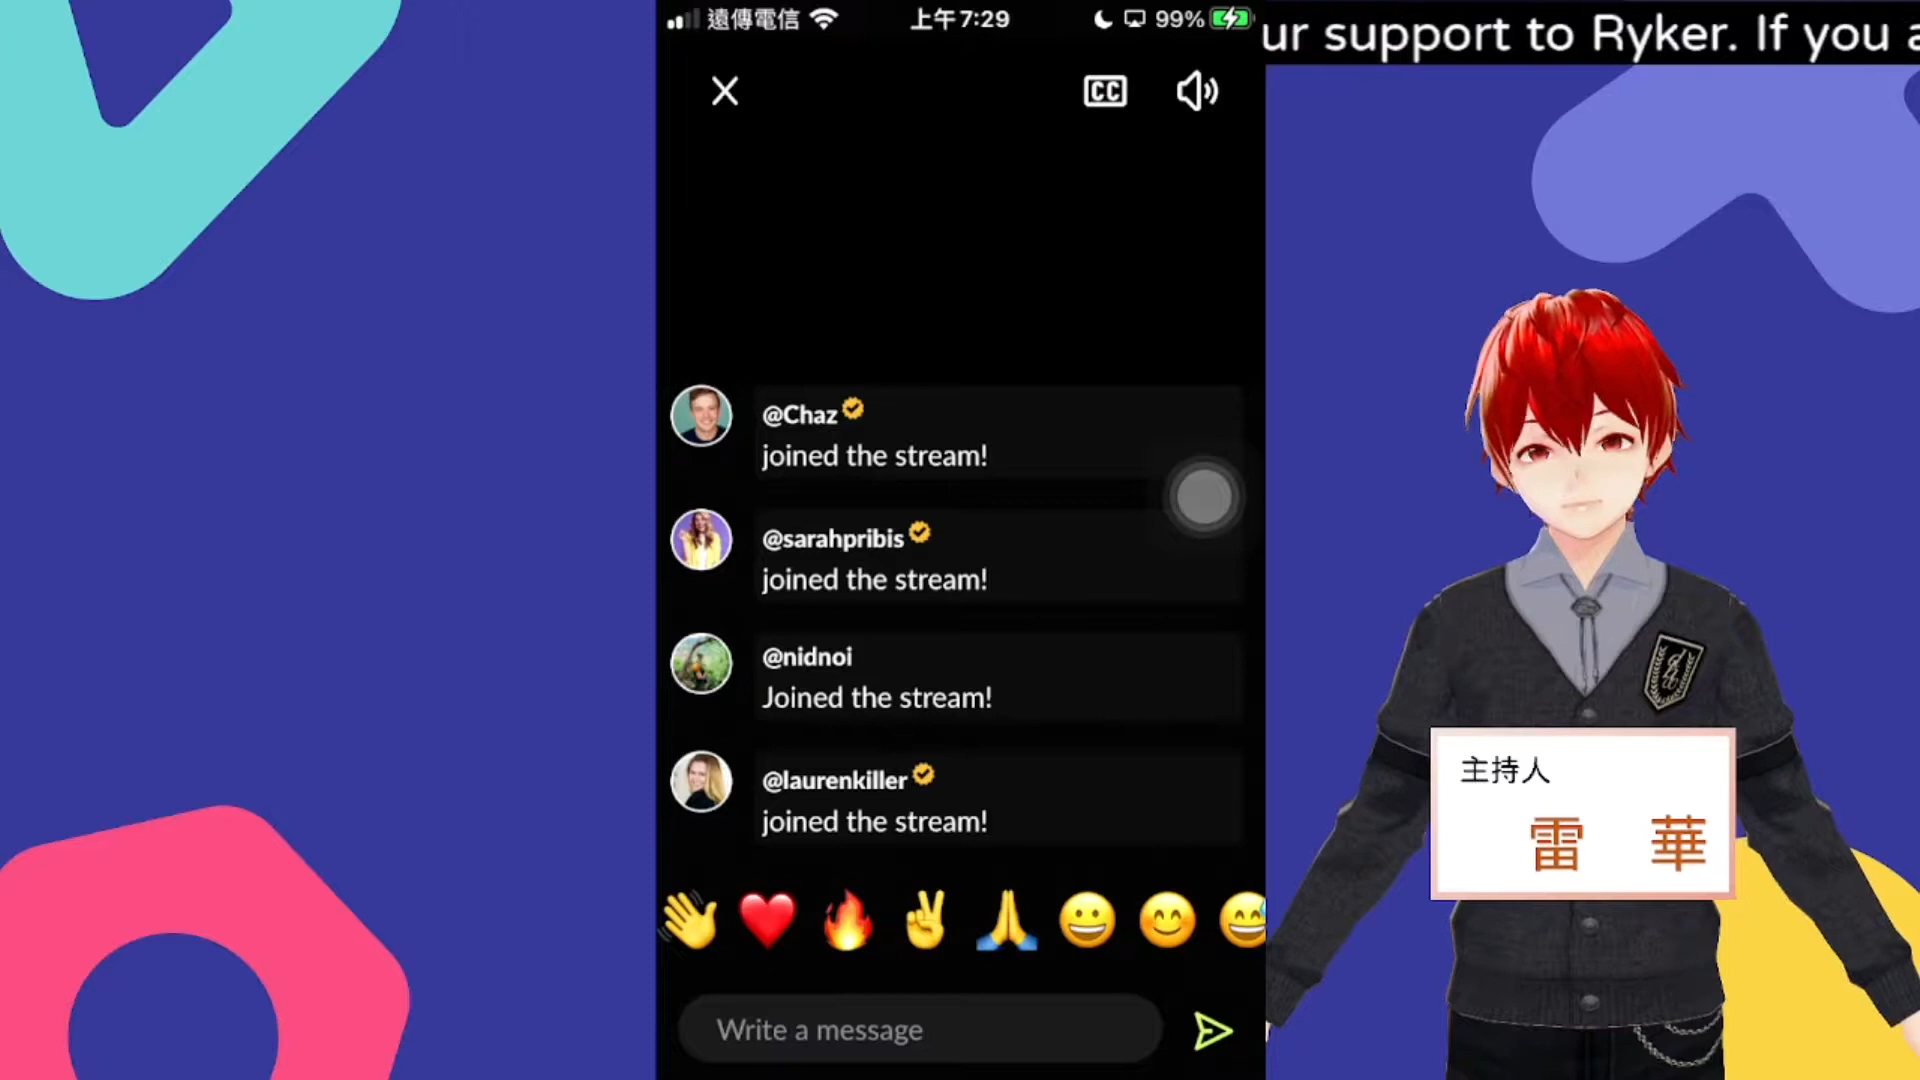 遠傳電信
上午7:29
99%
ur support to Ryker. If you a
CC
@Chaz
joined the stream!
@sarahpribis
joined the stream!
@nidnoi
Joined the stream!
@laurenkiller
joined the stream!
Write a message
主持人
雷 華